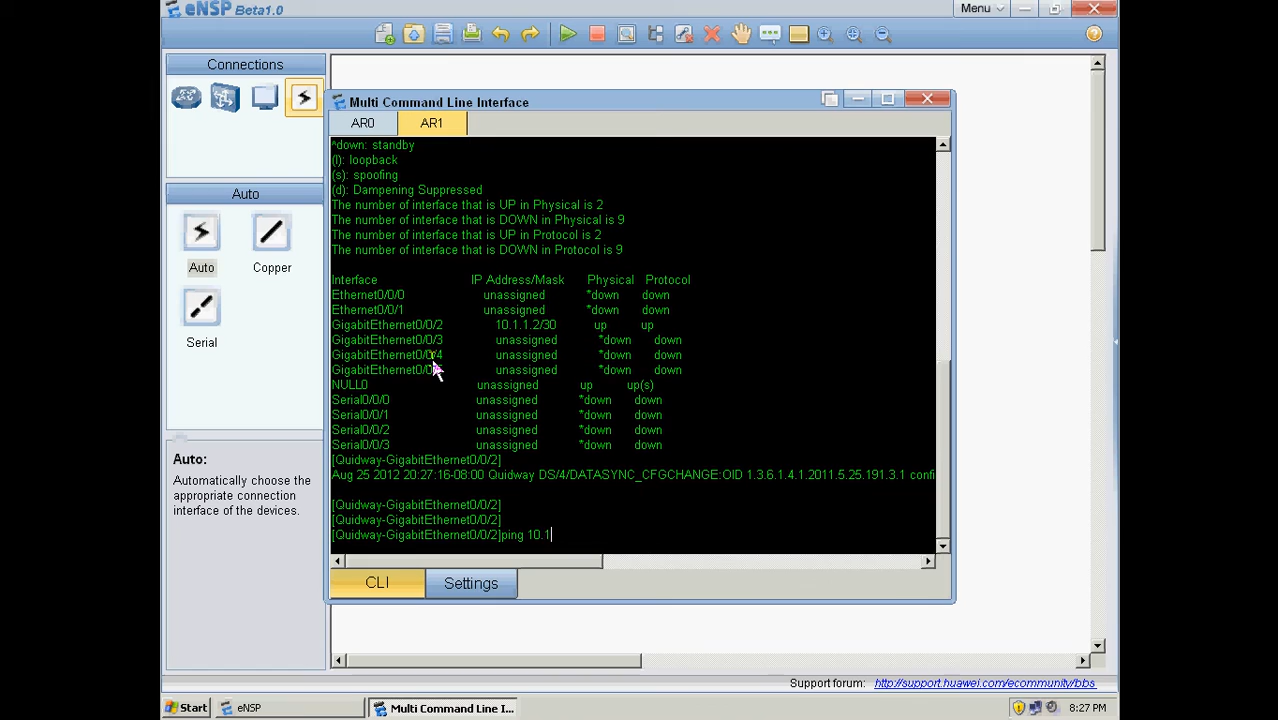 eNSP Beta1.0
Menu
Connections
Multi Command Line Interface
AR0 AR1
*down: standby
(l): loopback
(s): spoofing
(d): Dampening Suppressed
The number of interface that is UP in Physical is 2
The number of interface that is DOWN in Physical is 9
The number of interface that is UP in Protocol is 2
The number of interface that is DOWN in Protocol is 9
Interface IP Address/Mask Physical Protocol
Ethernet0/0/0 unassigned *down down
Ethernet0/0/1 unassigned *down down
GigabitEthernet0/0/2 10.1.1.2/30 up up
GigabitEthernet0/0/3 unassigned *down down
GigabitEthernet0/0/4 unassigned *down down
unassigned *down down
NULL0 unassigned up up(s)
Serial0/0/0 unassigned *down down
Serial0/0/1 unassigned *down down
Serial0/0/2 unassigned *down down
Serial0/0/3 unassigned *down down
[Quidway-GigabitEthernet0/0/2]
Aug 25 2012 20:27:16-08:00 Quidway DS/4/DATASYNC_CFGCHANGE:OID 1.3.6.1.4.1.2011.5.25.191.3.1 confi
[Quidway-GigabitEthernet0/0/2]
[Quidway-GigabitEthernet0/0/2]
[Quidway-GigabitEthernet0/0/2]ping 10.1
CLI Settings
Auto
Auto Copper
Serial
Auto:
Automatically choose the
appropriate connection
interface of the devices.
Support forum: http://support.huawei.com/ecommunity/bbs
Start eNSP Multi Command Line I... 8:27 PM